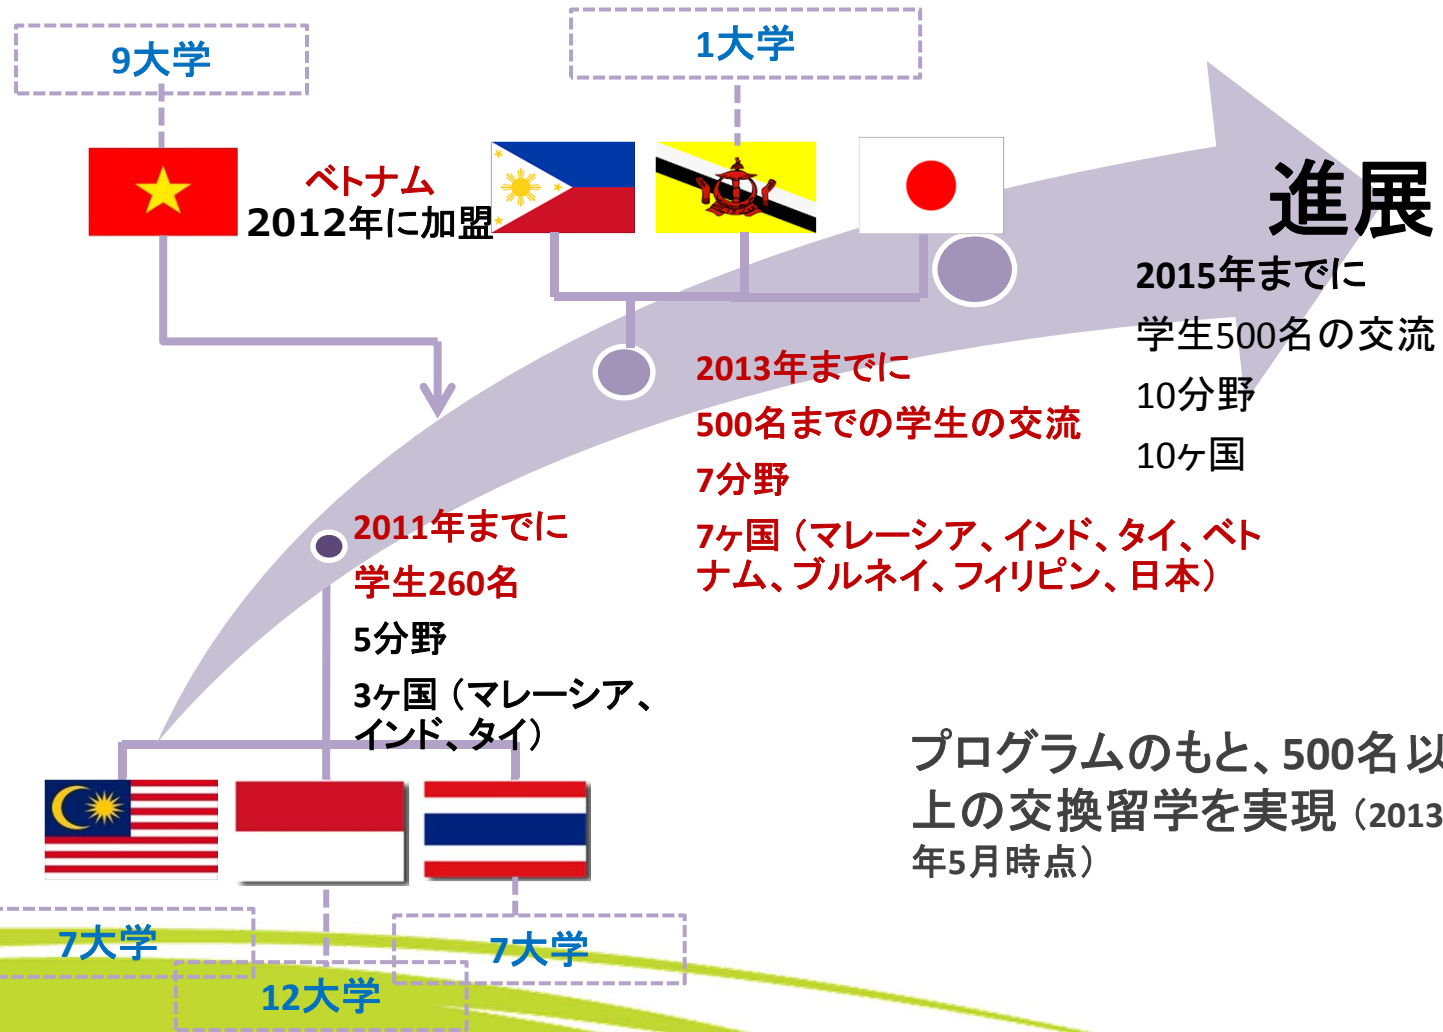 9大学
1大学
ベトナム
2012年に加盟
進展
2015年までに
学生500名の交流
10分野
10ヶ国
2013年までに
500名までの学生の交流
7分野
7ヶ国（マレーシア、インド、タイ、ベト
ナム、ブルネイ、フィリピン、日本）
2011年までに
学生260名
5分野
3ヶ国（マレーシア、
インド、タイ）
プログラムのもと、500名以
上の交換留学を実現（2013
年5月時点）
7大学
7大学
12大学